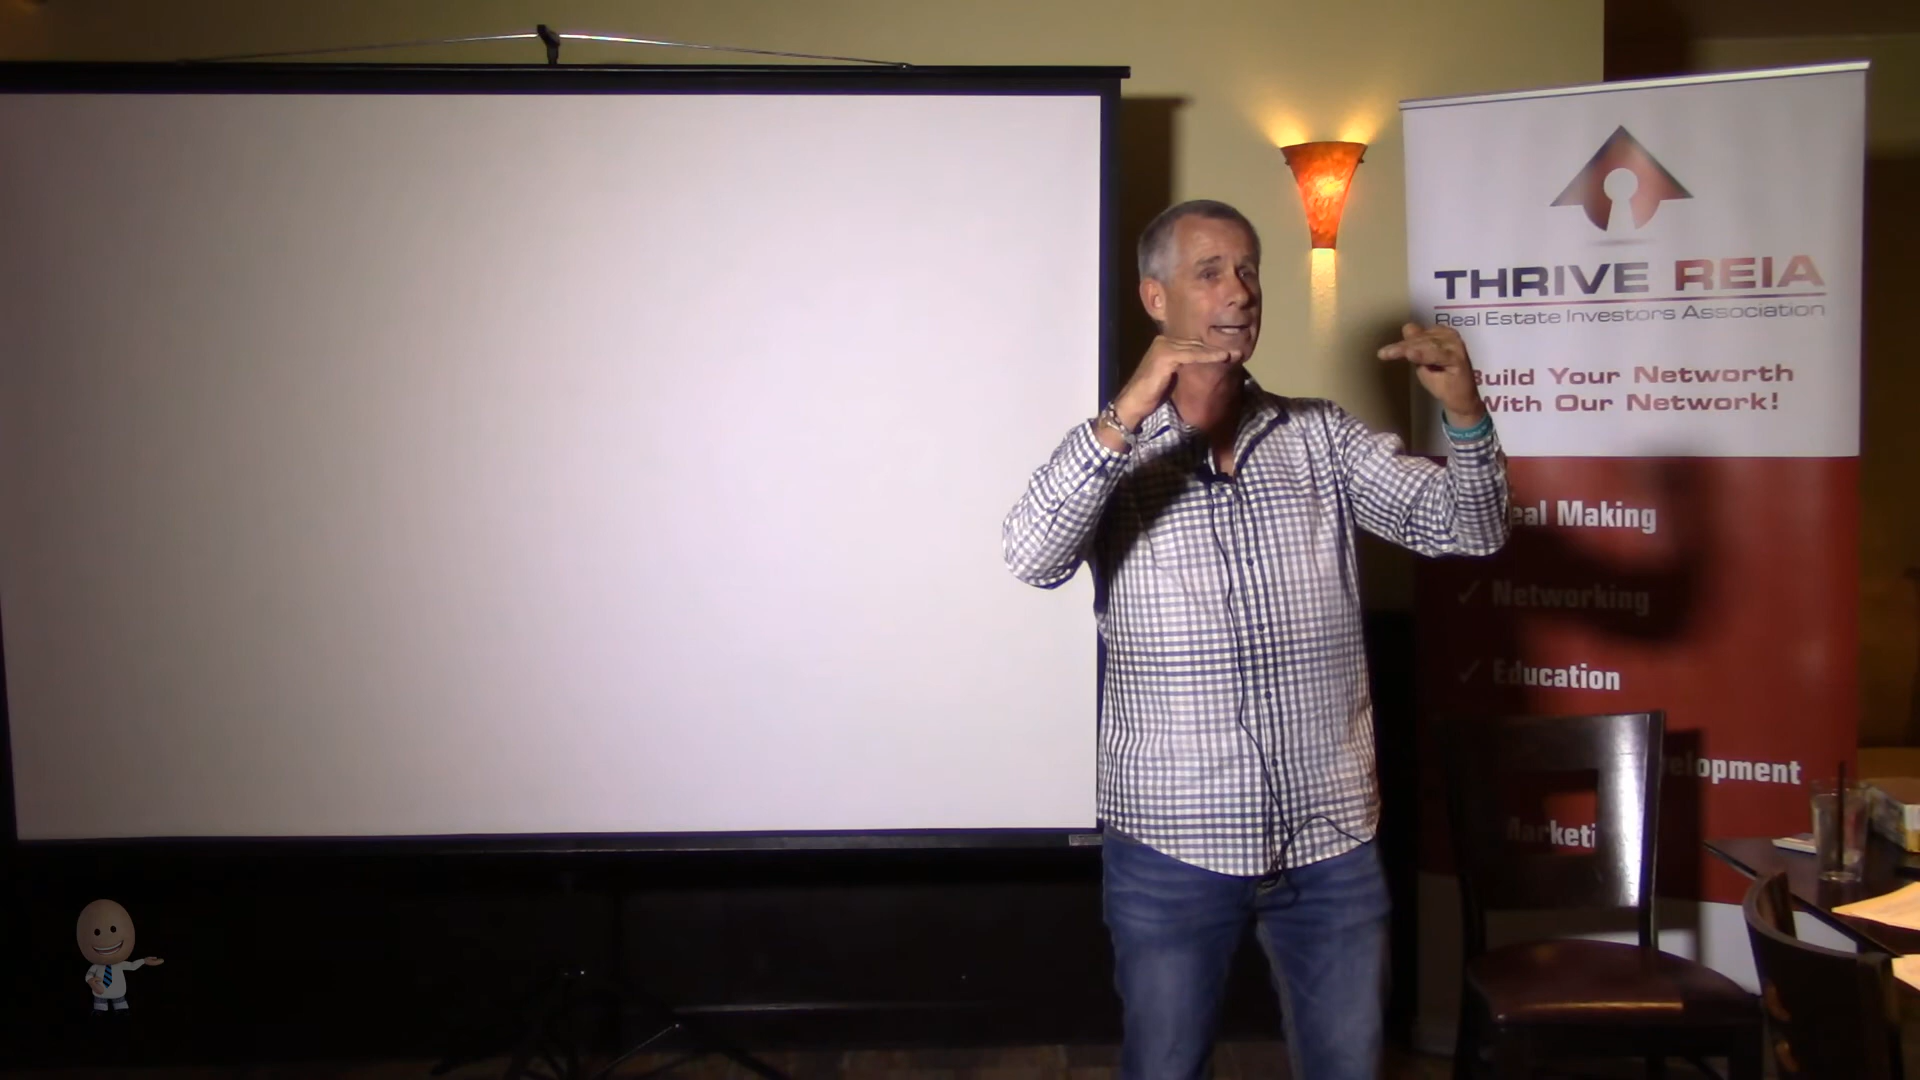 THRIVE REIA
Real Estate Investors Association
Build Your Networth
With Our Network!
eal Making
✓ Networking
✓ Education
elopment
Marketi